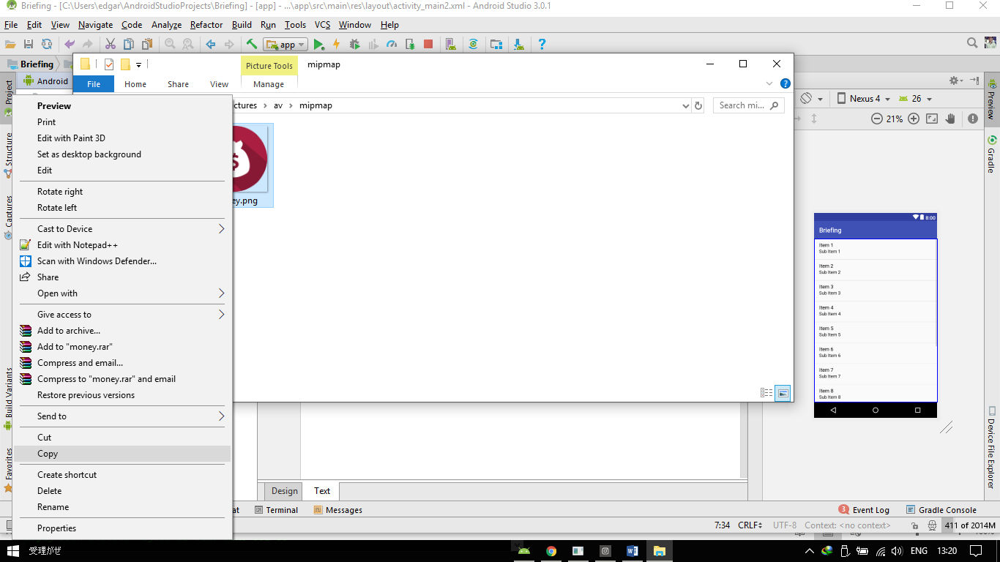 Briefing - [C:\Users\edgar\AndroidStudioProjects\Briefing] - [app] - ...\app\src\main\res\layout\activity_main2.xml - Android Studio 3.0.1
File Edit View Navigate Code Analyze Refactor Build Run Tools VCS Window Help
app
Briefing
Picture Tools
mipmap
Android
File Home Share View Manage
Nexus 4 26
ctures > av > mipmap
Search mi...
21%
Project
Structure
Captures
Build Variants
Favorites
Preview
Gradle
Device File Explorer
Preview
Print
Edit with Paint 3D
Set as desktop background
Edit
Rotate right
Rotate left
Cast to Device
Edit with Notepad++
Scan with Windows Defender...
Share
Open with
Give access to
Add to archive...
Add to "money.rar"
Compress and email...
Compress to "money.rar" and email
Restore previous versions
Send to
Cut
Copy
Create shortcut
Delete
Rename
Properties
$
ey.png
8:00
Briefing
Item 1
Sub Item 1
Item 2
Sub Item 2
Item 3
Sub Item 3
Item 4
Sub Item 4
Item 5
Sub Item 5
Item 6
Sub Item 6
Item 7
Sub Item 7
Item 8
Sub Item 8
Design Text
at Terminal Messages
3 Event Log Gradle Console
7:34 CRLF UTF-8 Context: <no context> 411 of 2014M
100%
受理がぜ
ENG 13:20